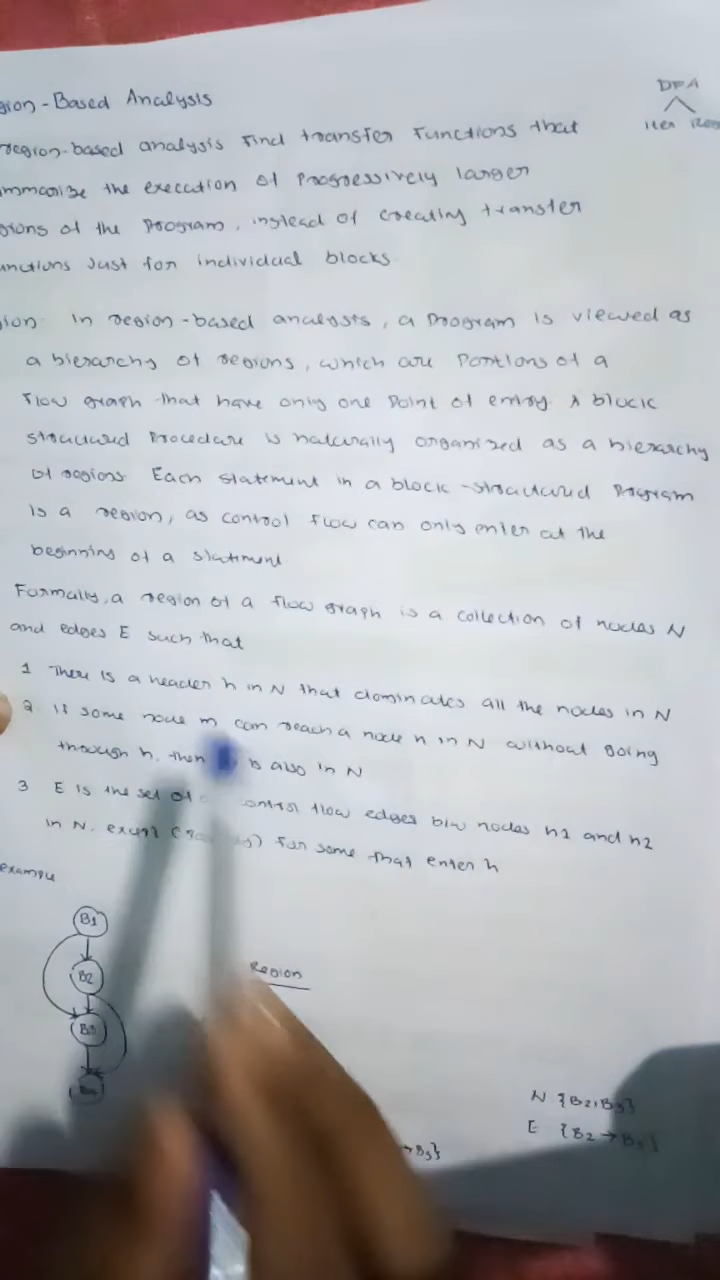 gion-Based Analysis
DFA
region-based analysis find transfer functions that
mmarize the execution of progressively larger
gions of the program, instead of creating transfer
unctions just for individual blocks.
ion: In region-based analysis, a program is viewed as
a hierarchy of regions, which are portions of a
flow graph that have only one point of entry. A block
structured procedure is naturally organized as a hierarchy
of regions. Each statement in a block-structured program
is a region, as control flow can only enter at the
beginning of a statment
Formally, a region of a flow graph is a collection of nodes N
and edges E such that
1 There is a header h in N that dominates all the nodes in N
2 If some node m can reach a node n in N without going
through h, then is also in N
3 E is the set of control flow edges b/w nodes n1 and n2
in N, except for some that enter h
example
B1
B2
Region
B3
B4
N {B2,B3}
E {B2→B3}
→B3}